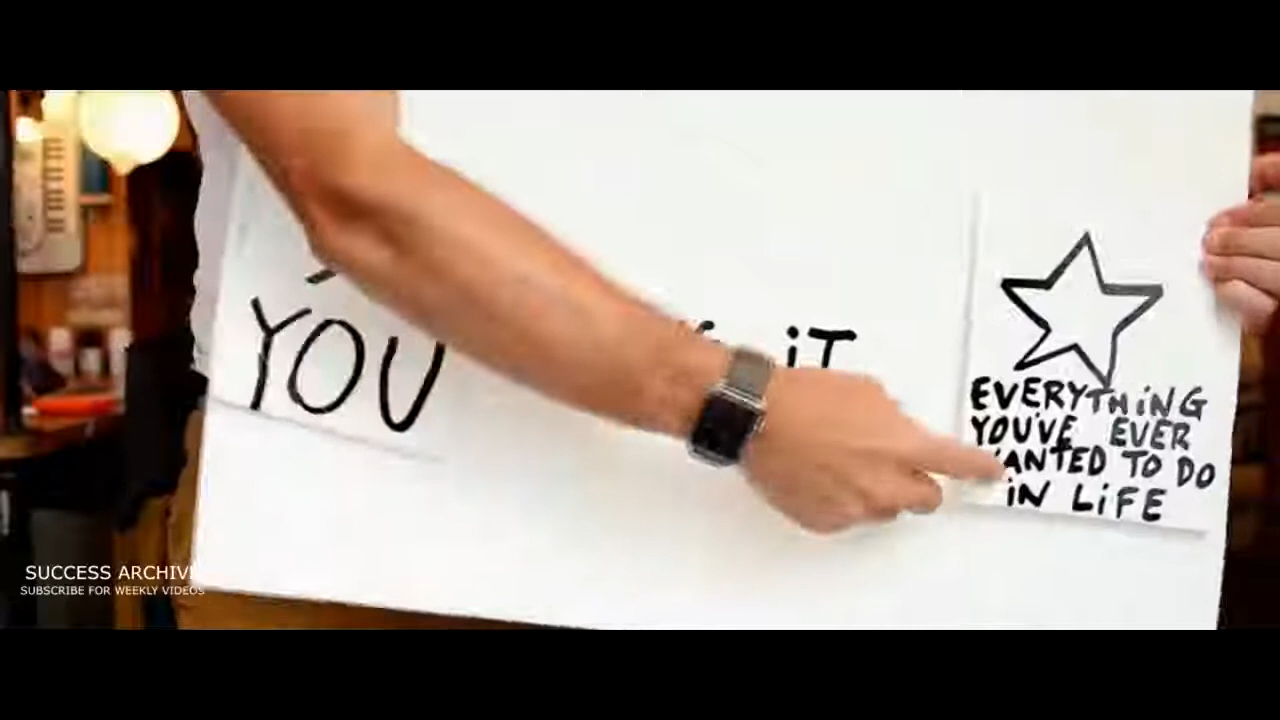 YOU
iT
EVERYTHiNG
YOU'VE EVER
WANTED TO DO
iN LiFE
SUCCESS ARCHIVE
SUBSCRIBE FOR WEEKLY VIDEOS